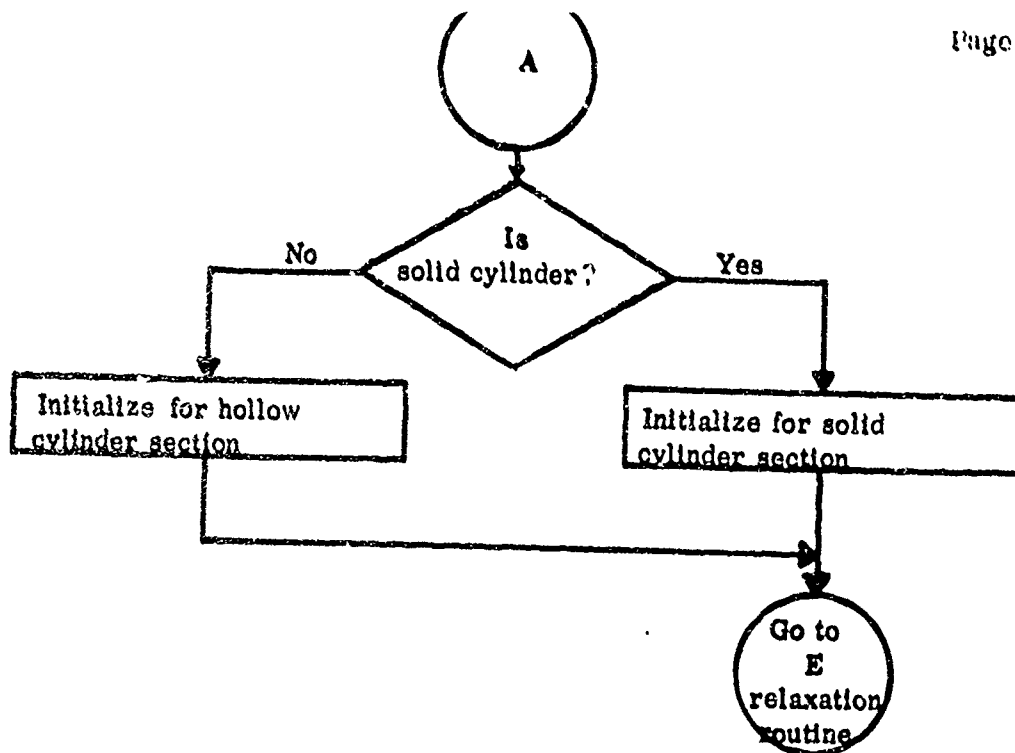 Page
A
Is
solid cylinder?
No
Yes
Initialize for hollow
cylinder section
Initialize for solid
cylinder section
Go to
E
relaxation
routine